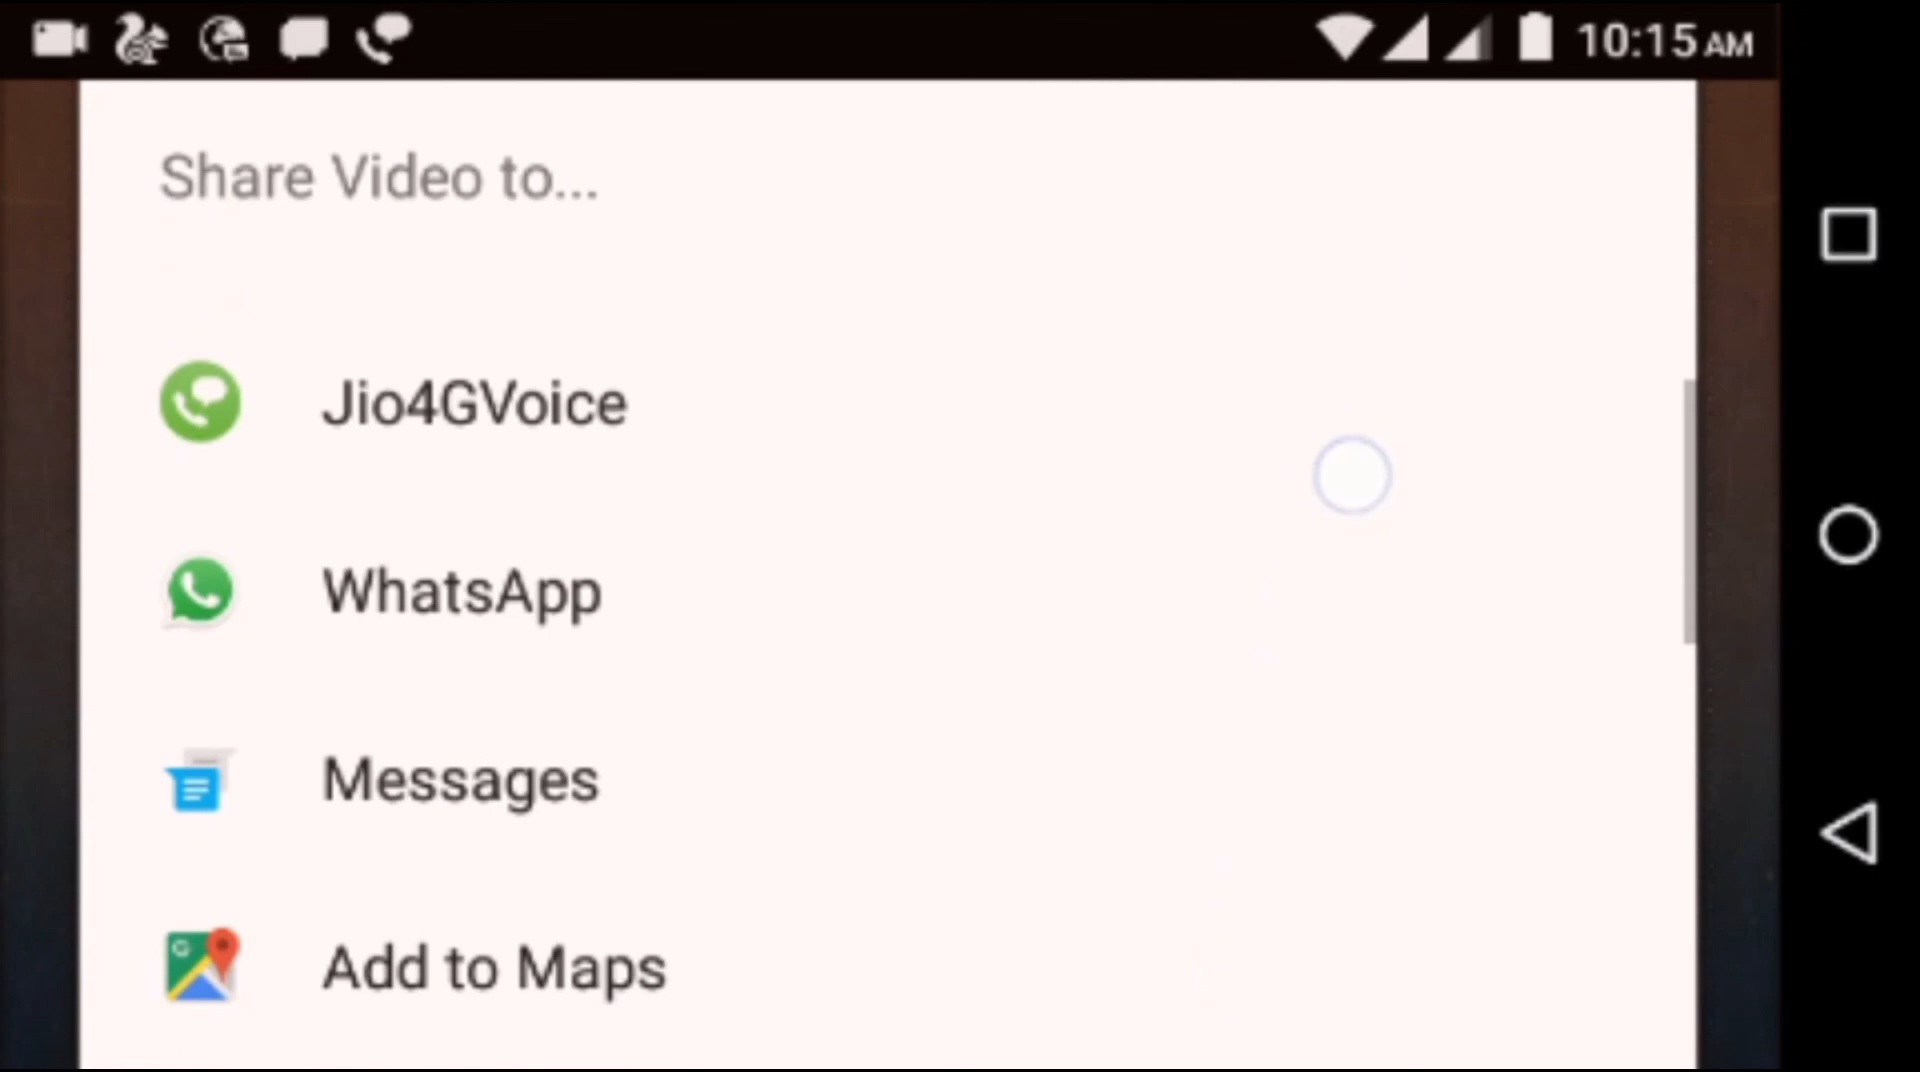 10:15 AM
Share Video to...
Jio4GVoice
WhatsApp
Messages
Add to Maps